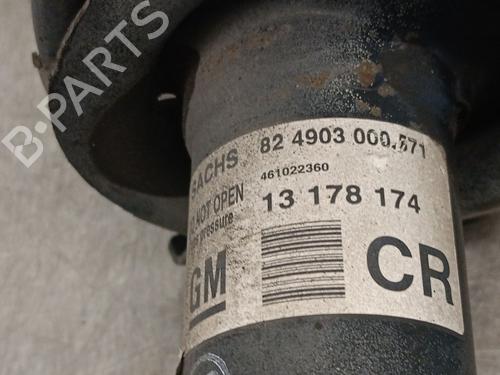 B-PARTS
SACHS 82 4903 000 571
461022360
NOT OPEN 13 178 174
pressure
GM CR